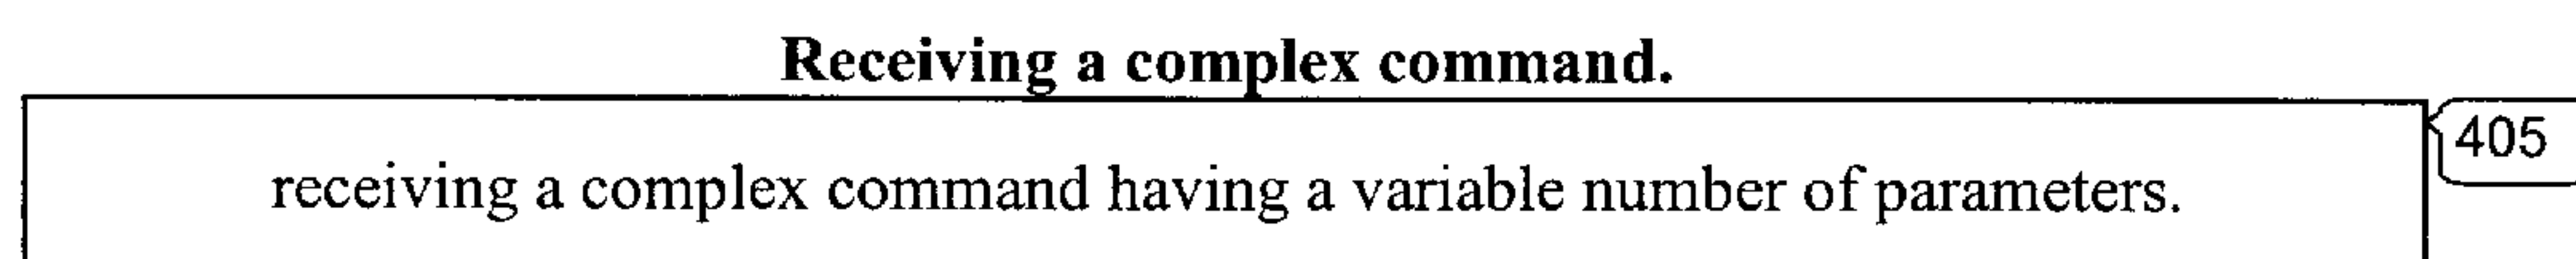 Receiving a complex command.
405
receiving a complex command having a variable number of parameters.